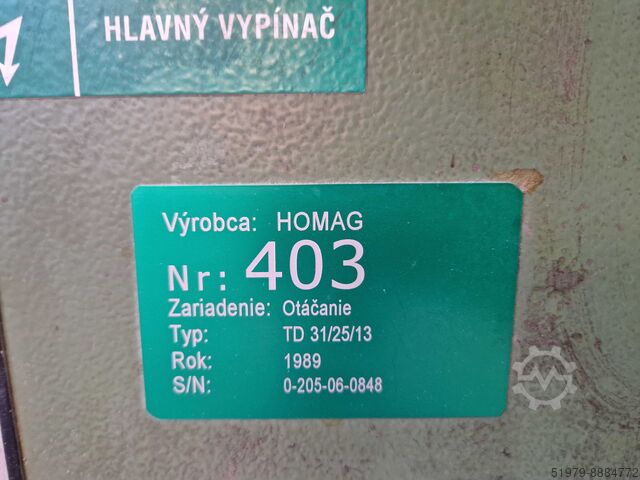 HLAVNÝ VYPÍNAČ
Výrobca: HOMAG
Nr: 403
Zariadenie: Otáčanie
Typ: TD 31/25/13
Rok: 1989
S/N: 0-205-06-0848
51979-8884772